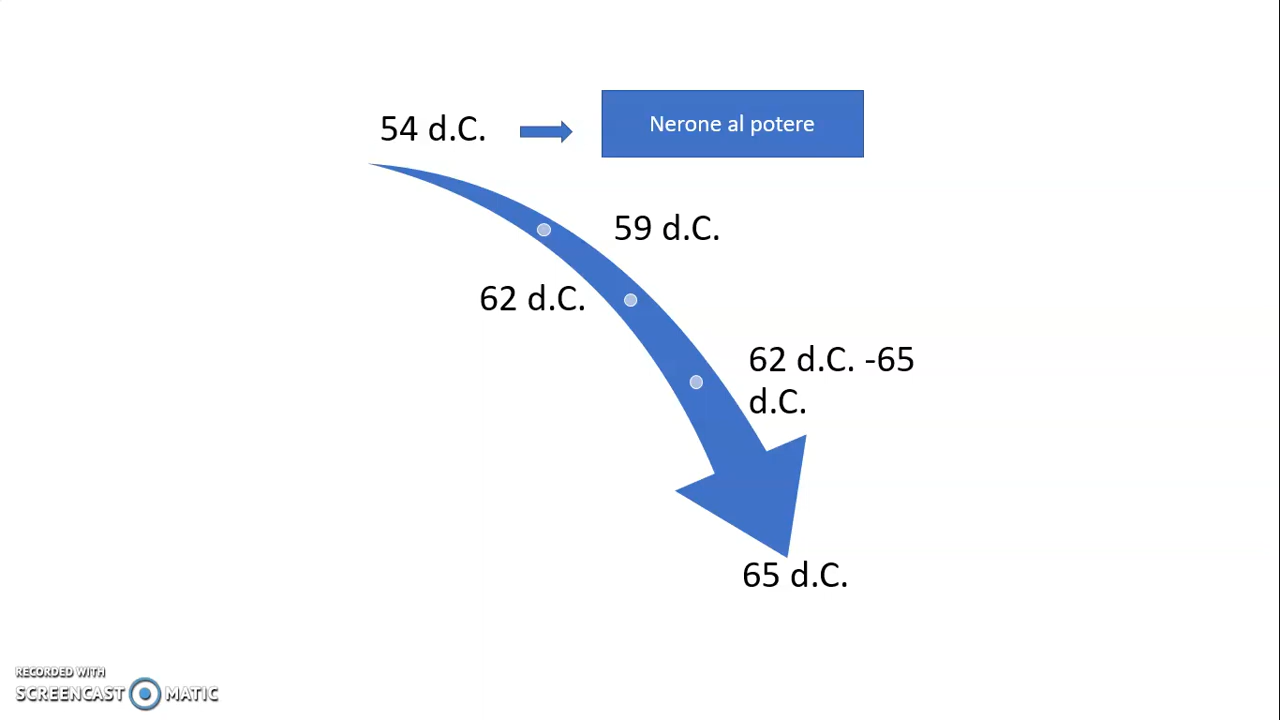 54 d.C.
Nerone al potere
59 d.C.
62 d.C.
62 d.C. -65
d.C.
65 d.C.
RECORDED WITH
SCREENCAST MATIC